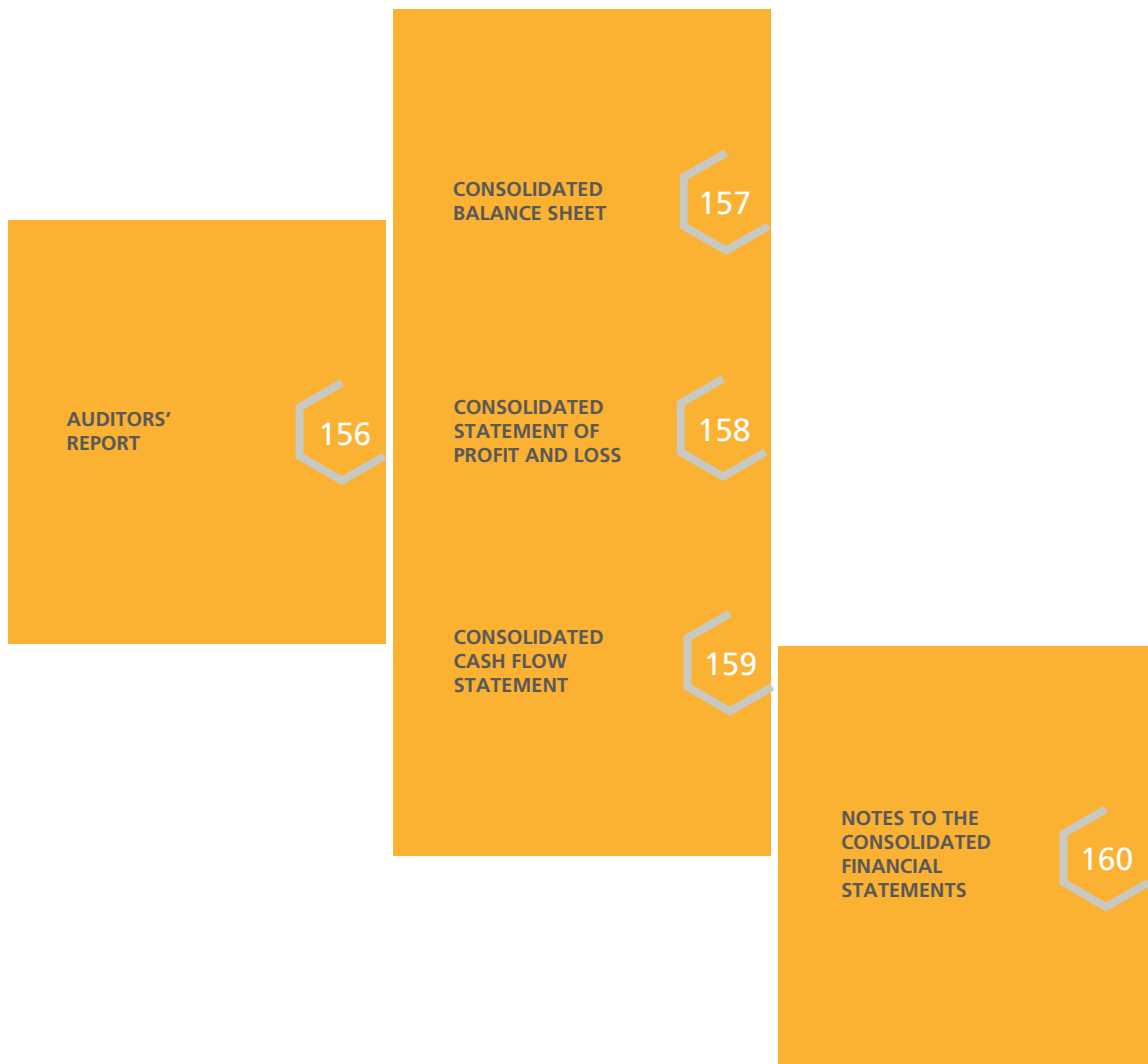 AUDITORS’
REPORT
156
CONSOLIDATED
BALANCE SHEET
157
CONSOLIDATED
STATEMENT OF
PROFIT AND LOSS
158
CONSOLIDATED
CASH FLOW
STATEMENT
159
NOTES TO THE
CONSOLIDATED
FINANCIAL
STATEMENTS
160